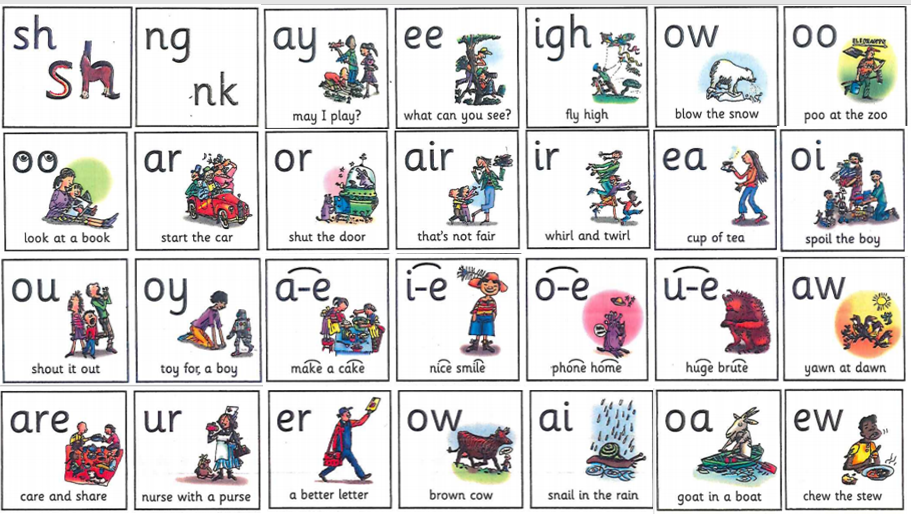 sh
sh
ng
nk
ay
may I play?
ee
what can you see?
igh
fly high
ow
blow the snow
oo
poo at the zoo
oo
look at a book
ar
start the car
or
shut the door
air
that's not fair
ir
whirl and twirl
ea
cup of tea
oi
spoil the boy
ou
shout it out
oy
toy for a boy
a-e
make a cake
i-e
nice smile
o-e
phone home
u-e
huge brute
aw
yawn at dawn
are
care and share
ur
nurse with a purse
er
a better letter
ow
brown cow
ai
snail in the rain
oa
goat in a boat
ew
chew the stew